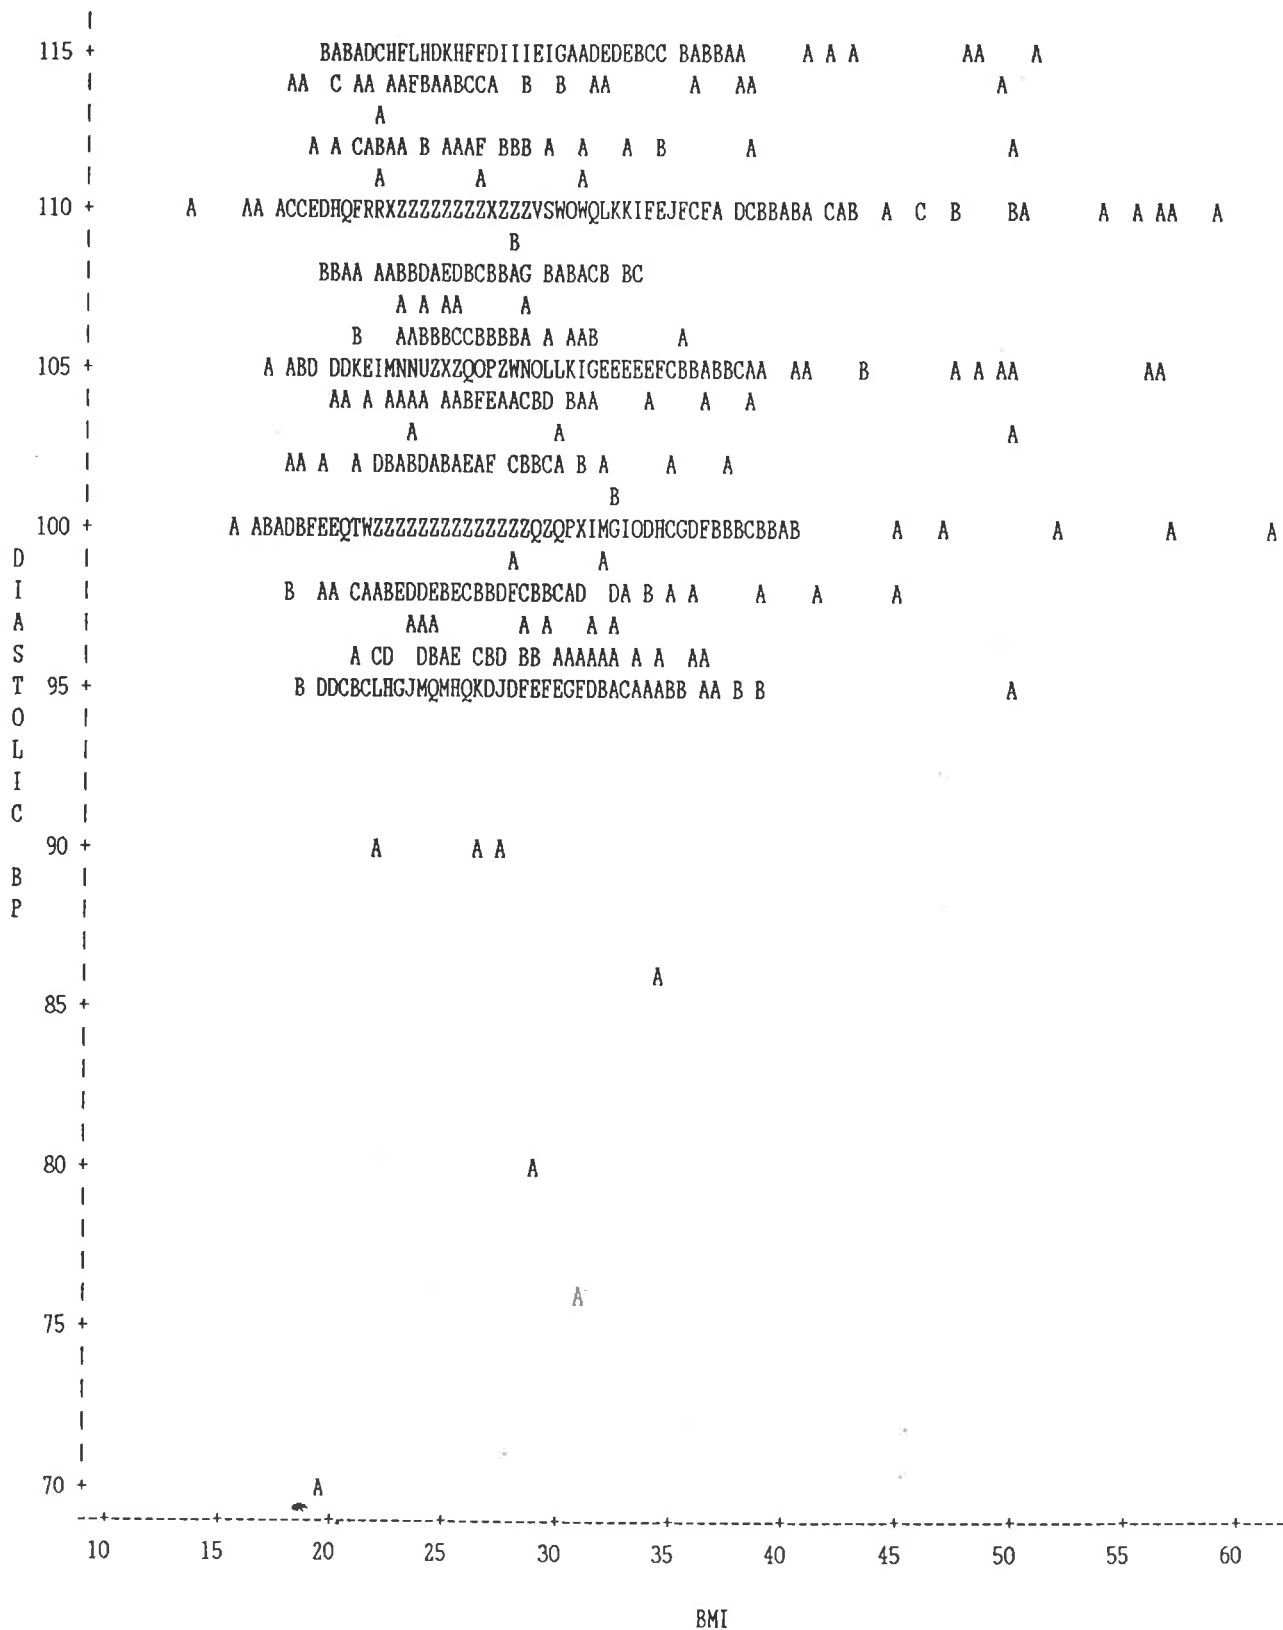 115 BABADCHFLHDKHFFDIIIEIGAADEDEBCC BABBAA A A A AA A
AA C AA AAFBAABCCA B B AA A AA A
A
A A CABAA B AAAF BBB A A A B A A
A A A
110 A AA ACCEDHQFRRXZZZZZZZZXZZZVSWOWQLKKIFEJFCFA DCBBABA CAB A C B BA A A AA A
B
BBAA AABBDAEDBCBBAG BABACB BC
A A AA A
B AABBBCCBBBBA A AAB A
105 A ABD DDKEIMNNUZXZQOPZWNOLLKIGEEEEEFCBBABBCAA AA B A A AA AA
AA A AAAA AABFEAACBD BAA A A A
A A A
AA A A DBABDABAEAF CBBCA B A A A
B
100 A ABADBFEEQTWZZZZZZZZZZZZZQZQPXIMGIODHCGDFBBBCBBAB A A A A A
A A
B AA CAABEDDEBECBBDFCBBCAD DA B A A A A A
AAA A A A A
A CD DBAE CBD BB AAAAAA A A AA
95 B DDCBCLHGJMQMHQKDJDFEFEGFDBACAAABB AA B B A
90 A A A
A
85
80 A
A
75
70 A
DIASTOLIC BP
10 15 20 25 30 35 40 45 50 55 60
BMI